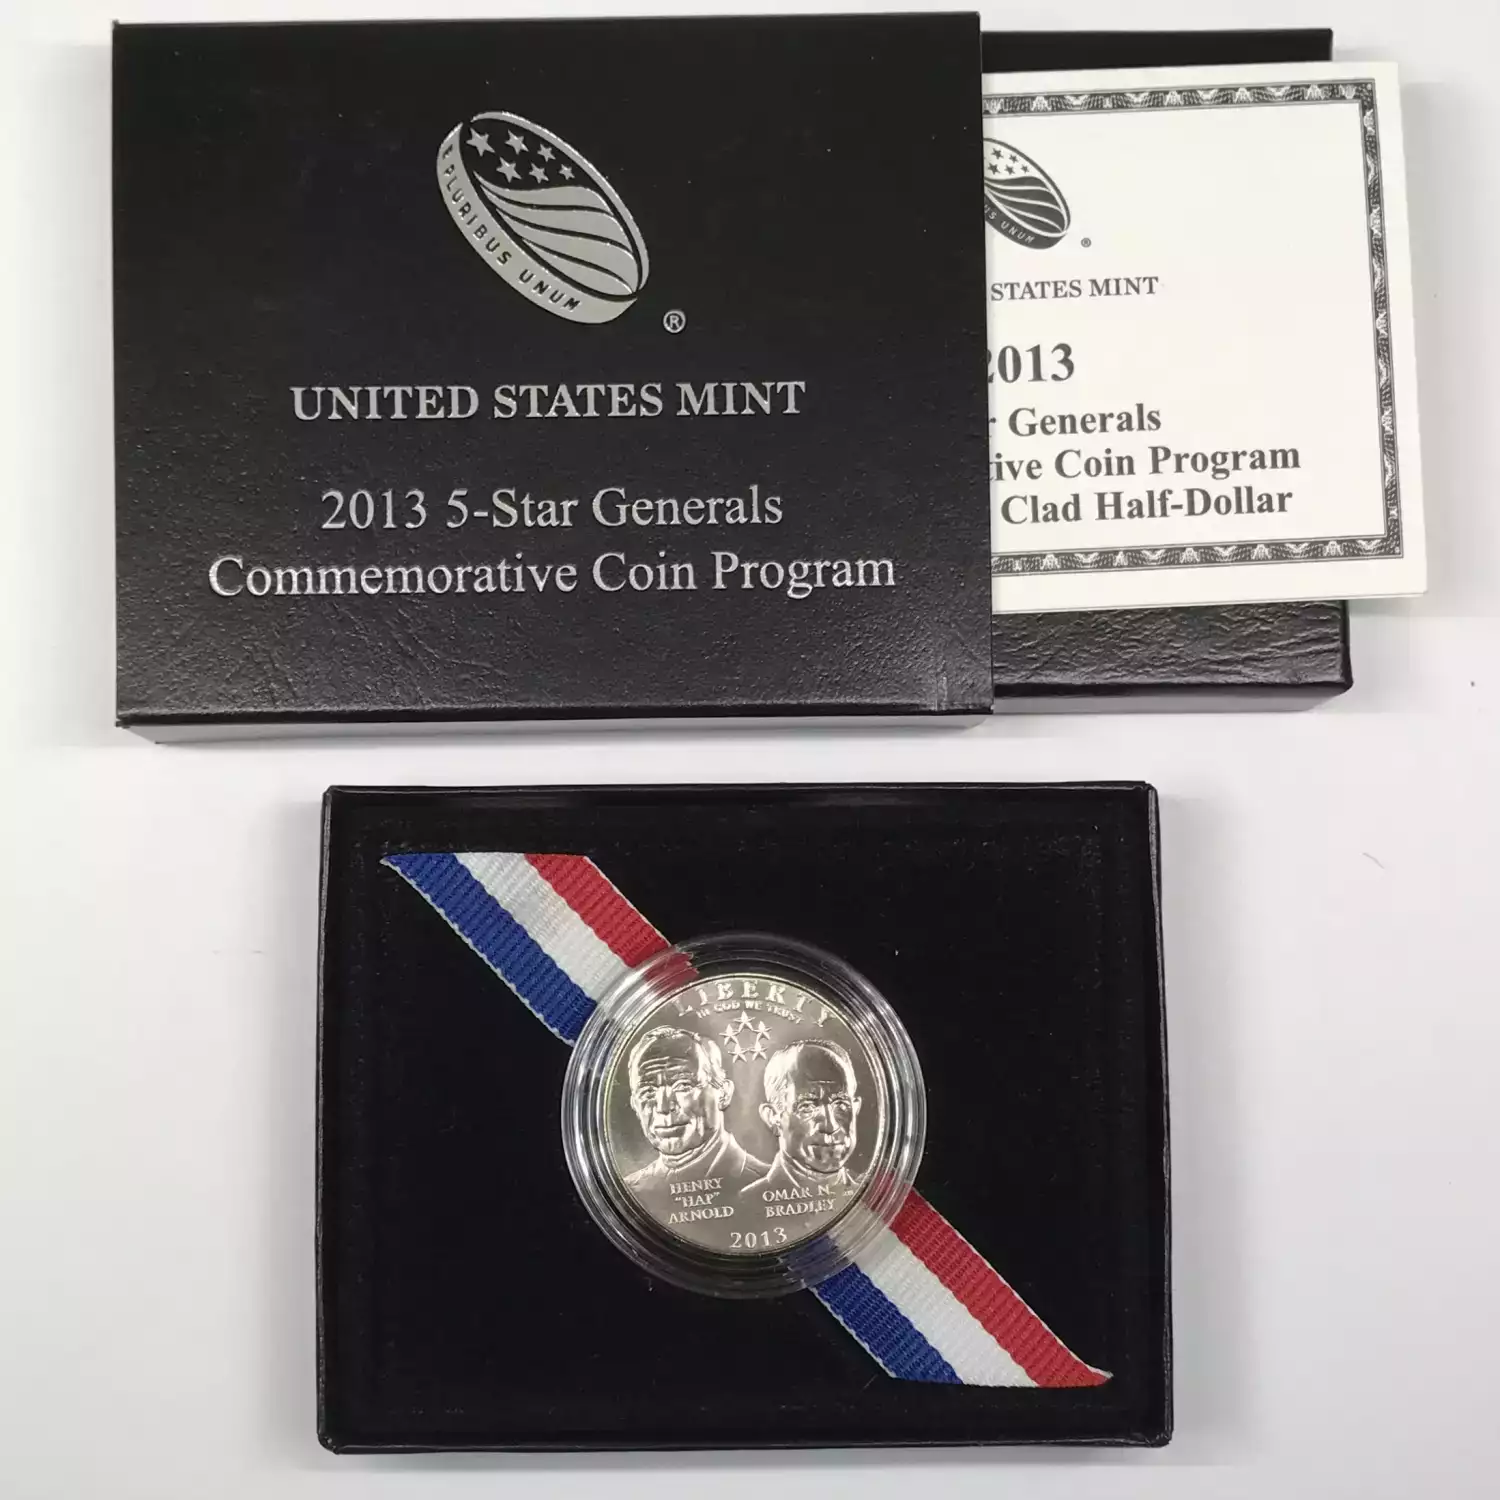 E PLURIBUS UNUM
®
UNITED STATES MINT
2013 5-Star Generals
Commemorative Coin Program
UNUM
®
STATES MINT
2013
Generals
Coin Program
Clad Half-Dollar
LIBERTY
IN GOD WE TRUST
HENRY
"HAP"
ARNOLD
OMAR N.
BRADLEY
2013